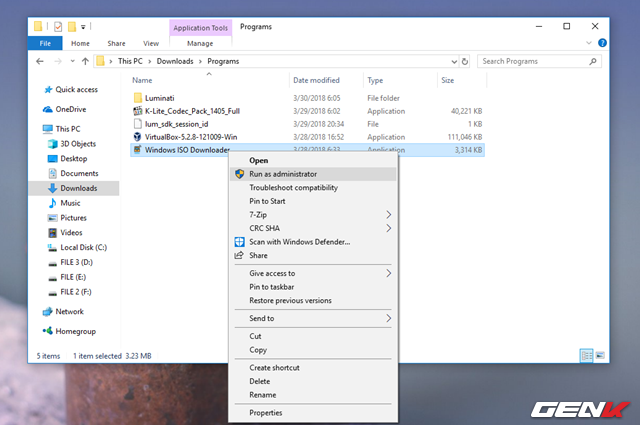 Application Tools Programs
File Home Share View Manage
This PC Downloads Programs Search Programs
Name Date modified Type Size
Quick access
OneDrive
This PC
3D Objects
Desktop
Documents
Downloads
Music
Pictures
Videos
Local Disk (C:)
FILE 3 (D:)
FILE (E:)
FILE 2 (F:)
Network
Homegroup
Luminati 3/30/2018 6:05 File folder
K-Lite_Codec_Pack_1405_Full 3/29/2018 6:02 Application 40,221 KB
lum_sdk_session_id 3/29/2018 20:34 File 1 KB
VirtualBox-5.2.8-121009-Win 3/28/2018 16:52 Application 111,046 KB
Windows ISO Downloader 3/28/2018 6:33 Application 3,314 KB
Open
Run as administrator
Troubleshoot compatibility
Pin to Start
7-Zip
CRC SHA
Scan with Windows Defender...
Share
Give access to
Pin to taskbar
Restore previous versions
Send to
Cut
Copy
Create shortcut
Delete
Rename
Properties
5 items 1 item selected 3.23 MB
GENK